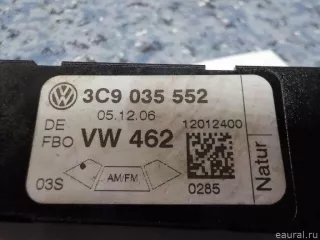 3C9 035 552
05.12.06
DE
FBO
VW 462
12012400
03S
AM/FM
0285
Natur
© eaural.ru